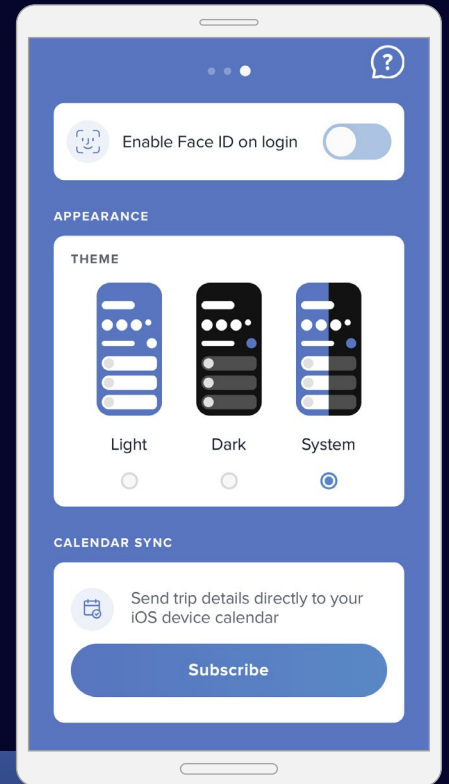 ?
Enable Face ID on login
APPEARANCE
THEME
Light
Dark
System
CALENDAR SYNC
Send trip details directly to your
iOS device calendar
Subscribe